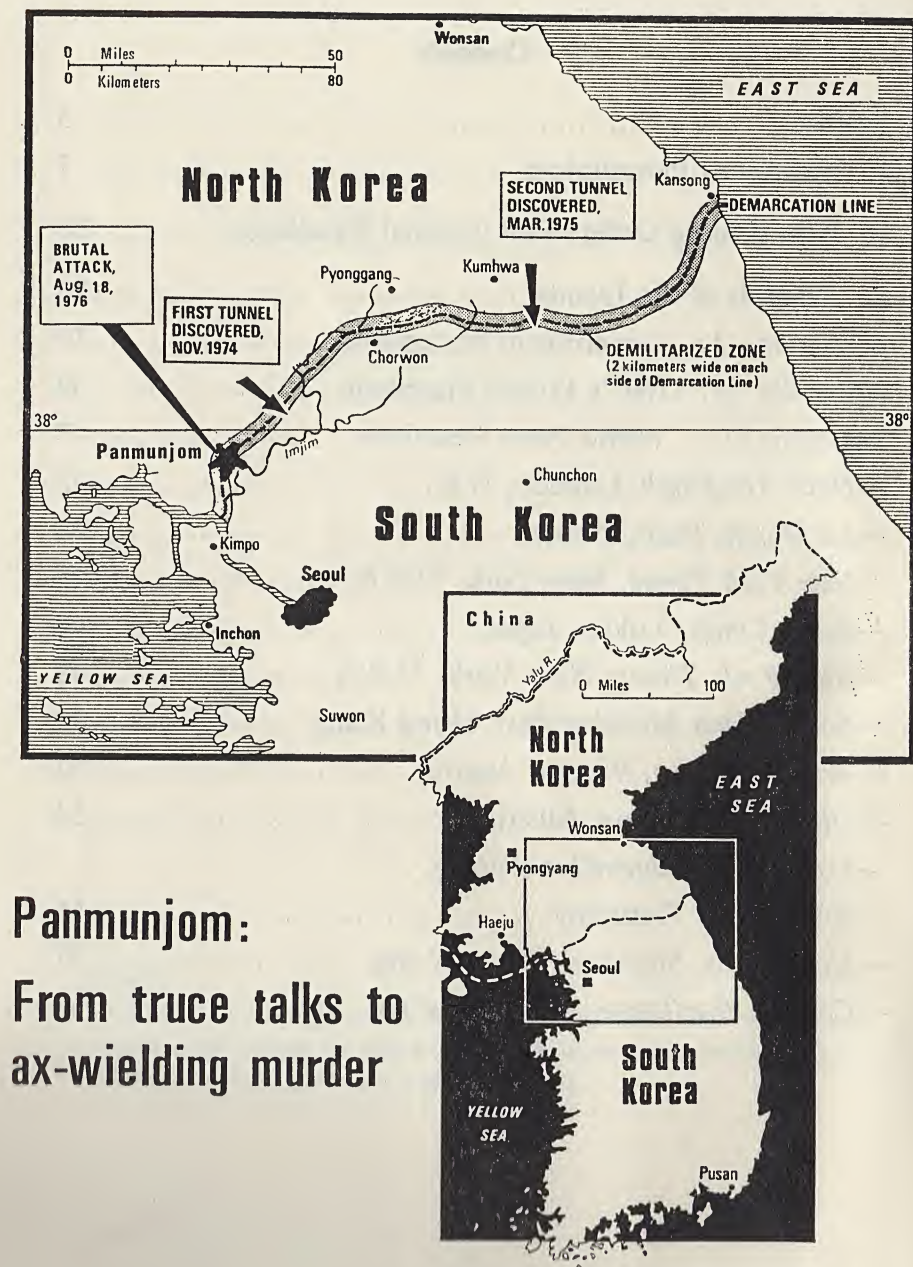 Wonsan
0 Miles 50
0 Kilometers 80
EAST SEA
North Korea
SECOND TUNNEL
DISCOVERED,
MAR.1975
Kansong
DEMARCATION LINE
BRUTAL
ATTACK,
Aug. 18,
1976
Pyonggang
Kumhwa
FIRST TUNNEL
DISCOVERED,
NOV. 1974
Chorwon
DEMILITARIZED ZONE
(2 kilometers wide on each
side of Demarcation Line)
38°
38°
Imjim
Panmunjom
Chunchon
South Korea
Kimpo
Seoul
Inchon
YELLOW SEA
Suwon
China
Yalu R.
0 Miles 100
North
Korea
EAST
SEA
Wonsan
Pyongyang
Haeju
Seoul
South
Korea
YELLOW
SEA
Pusan
Panmunjom:
From truce talks to
ax-wielding murder